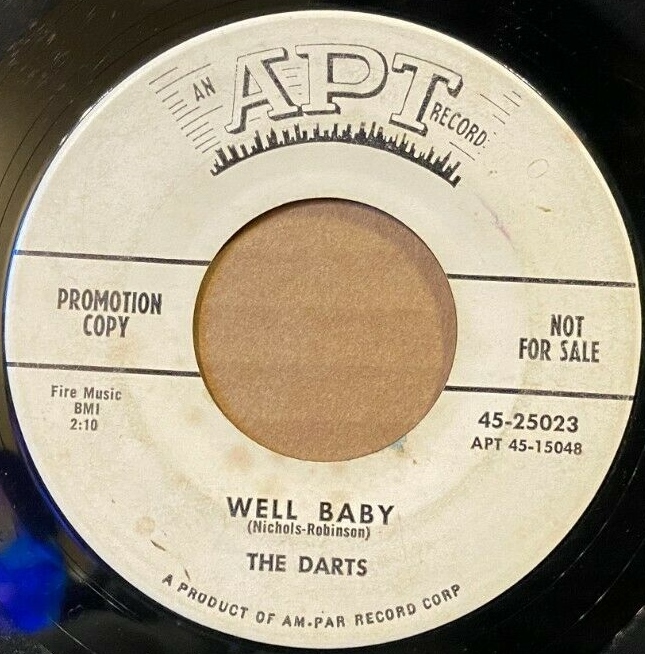 AN APT RECORD
PROMOTION
COPY
NOT
FOR SALE
Fire Music
BMI
2:10
45-25023
APT 45-15048
WELL BABY
(Nichols-Robinson)
THE DARTS
A PRODUCT OF AM-PAR RECORD CORP